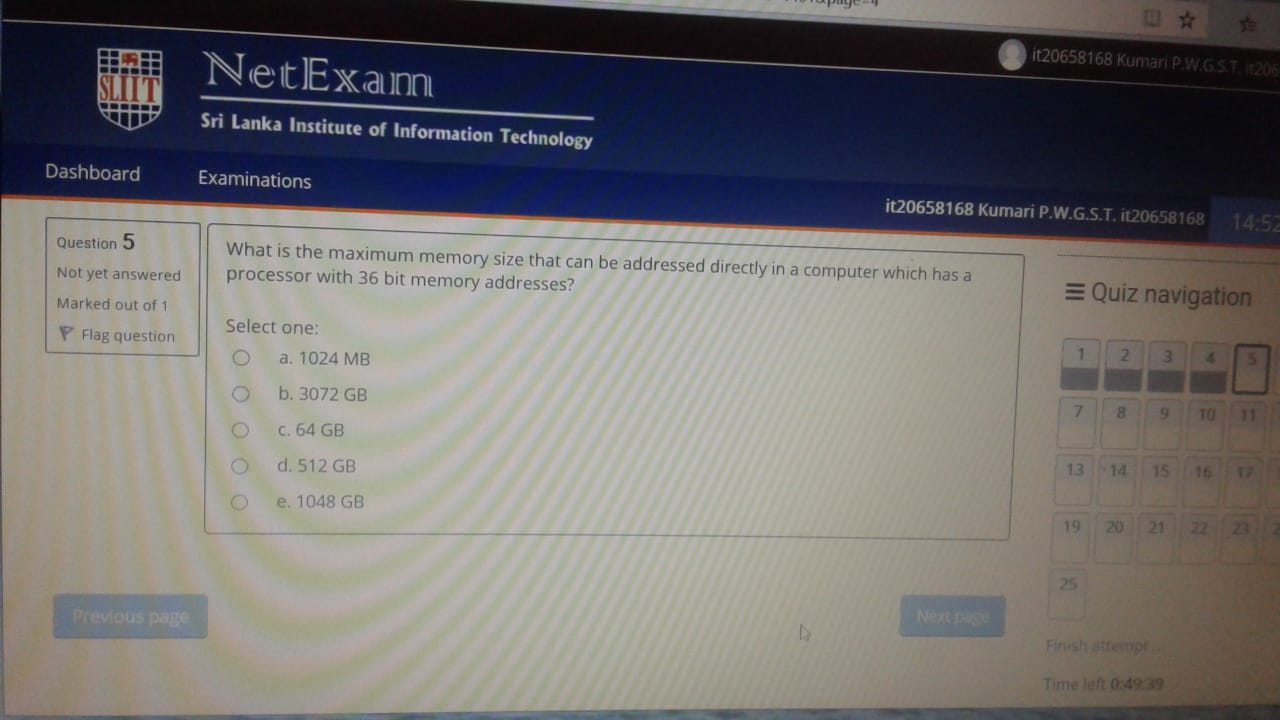 it20658168 Kumari P.W.G.S.T.
SLIIT
NetExam
Sri Lanka Institute of Information Technology
Dashboard
Examinations
it20658168 Kumari P.W.G.S.T. it20658168
14:52
Question 5
Not yet answered
Marked out of 1
Flag question
What is the maximum memory size that can be addressed directly in a computer which has a
processor with 36 bit memory addresses?
Select one:
a. 1024 MB
b. 3072 GB
c. 64 GB
d. 512 GB
e. 1048 GB
Previous page
Next page
Quiz navigation
1 2 3 4 5
7 8 9 10 11
13 14 15 16 17
19 20 21 22 23
25
Finish attempt ...
Time left 0:49:39